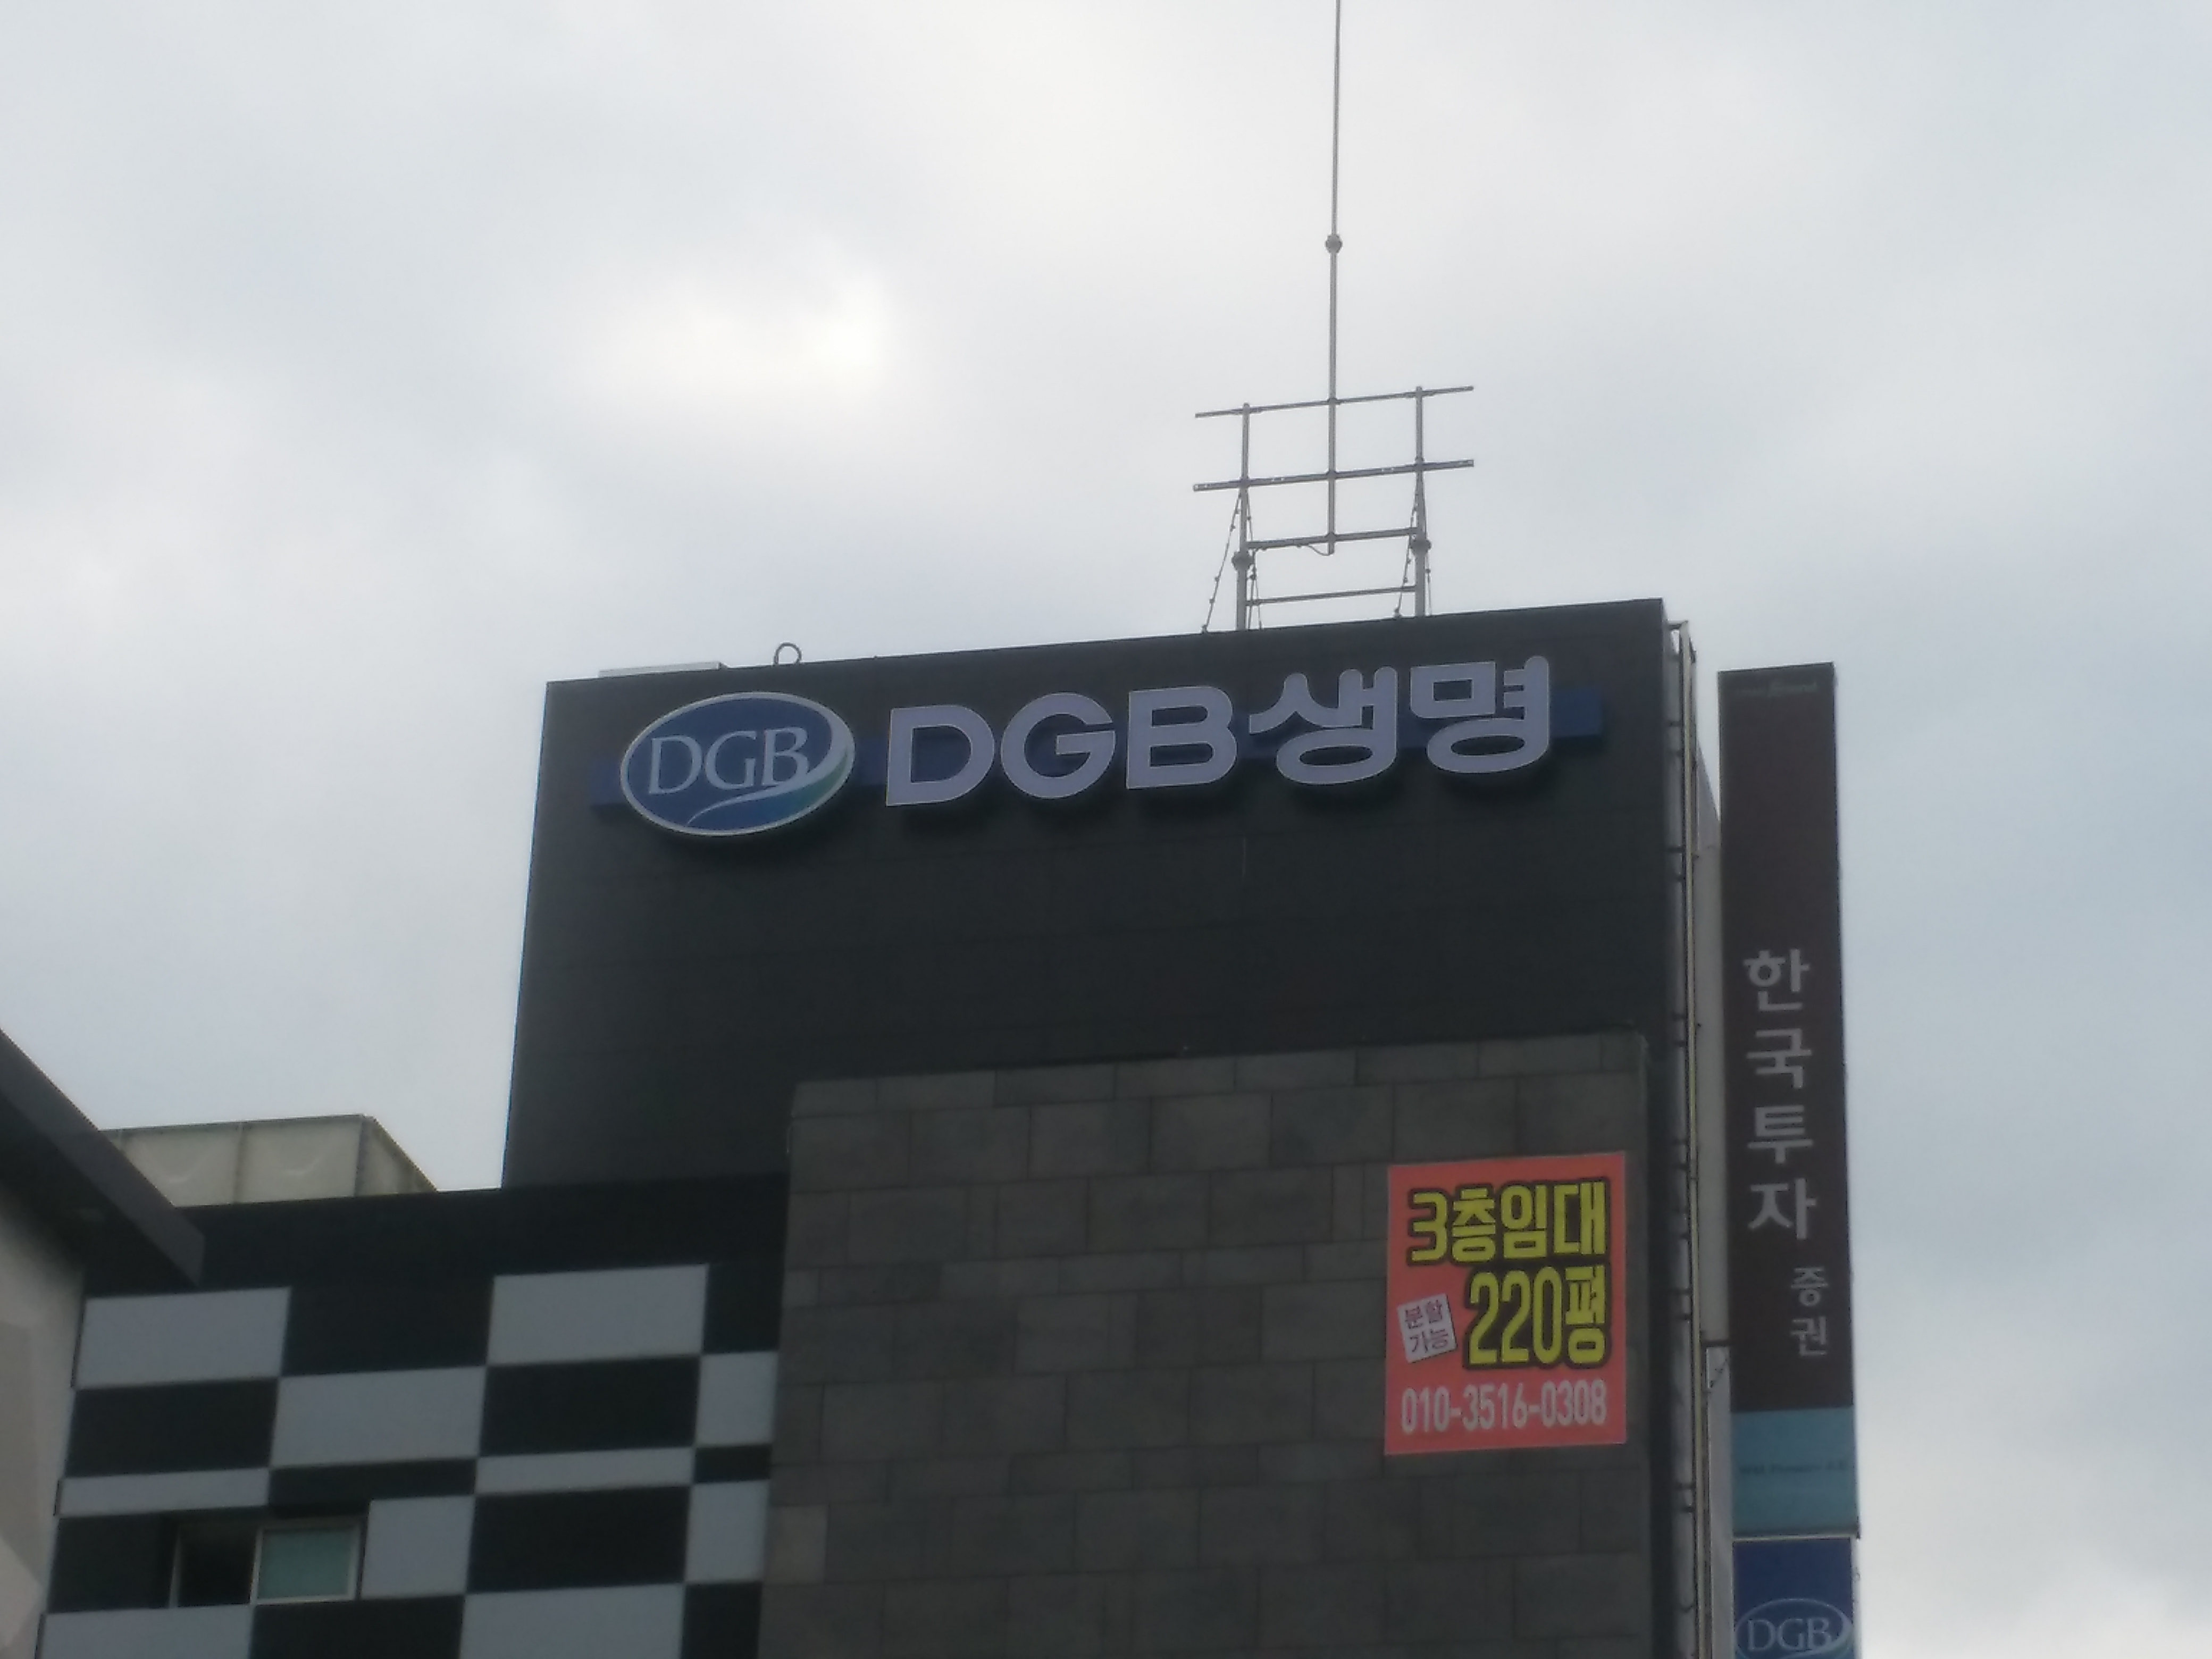 DGB
DGB생명
한국투자
증권
3층임대
분할
가능
220평
010-3516-0308
DGB